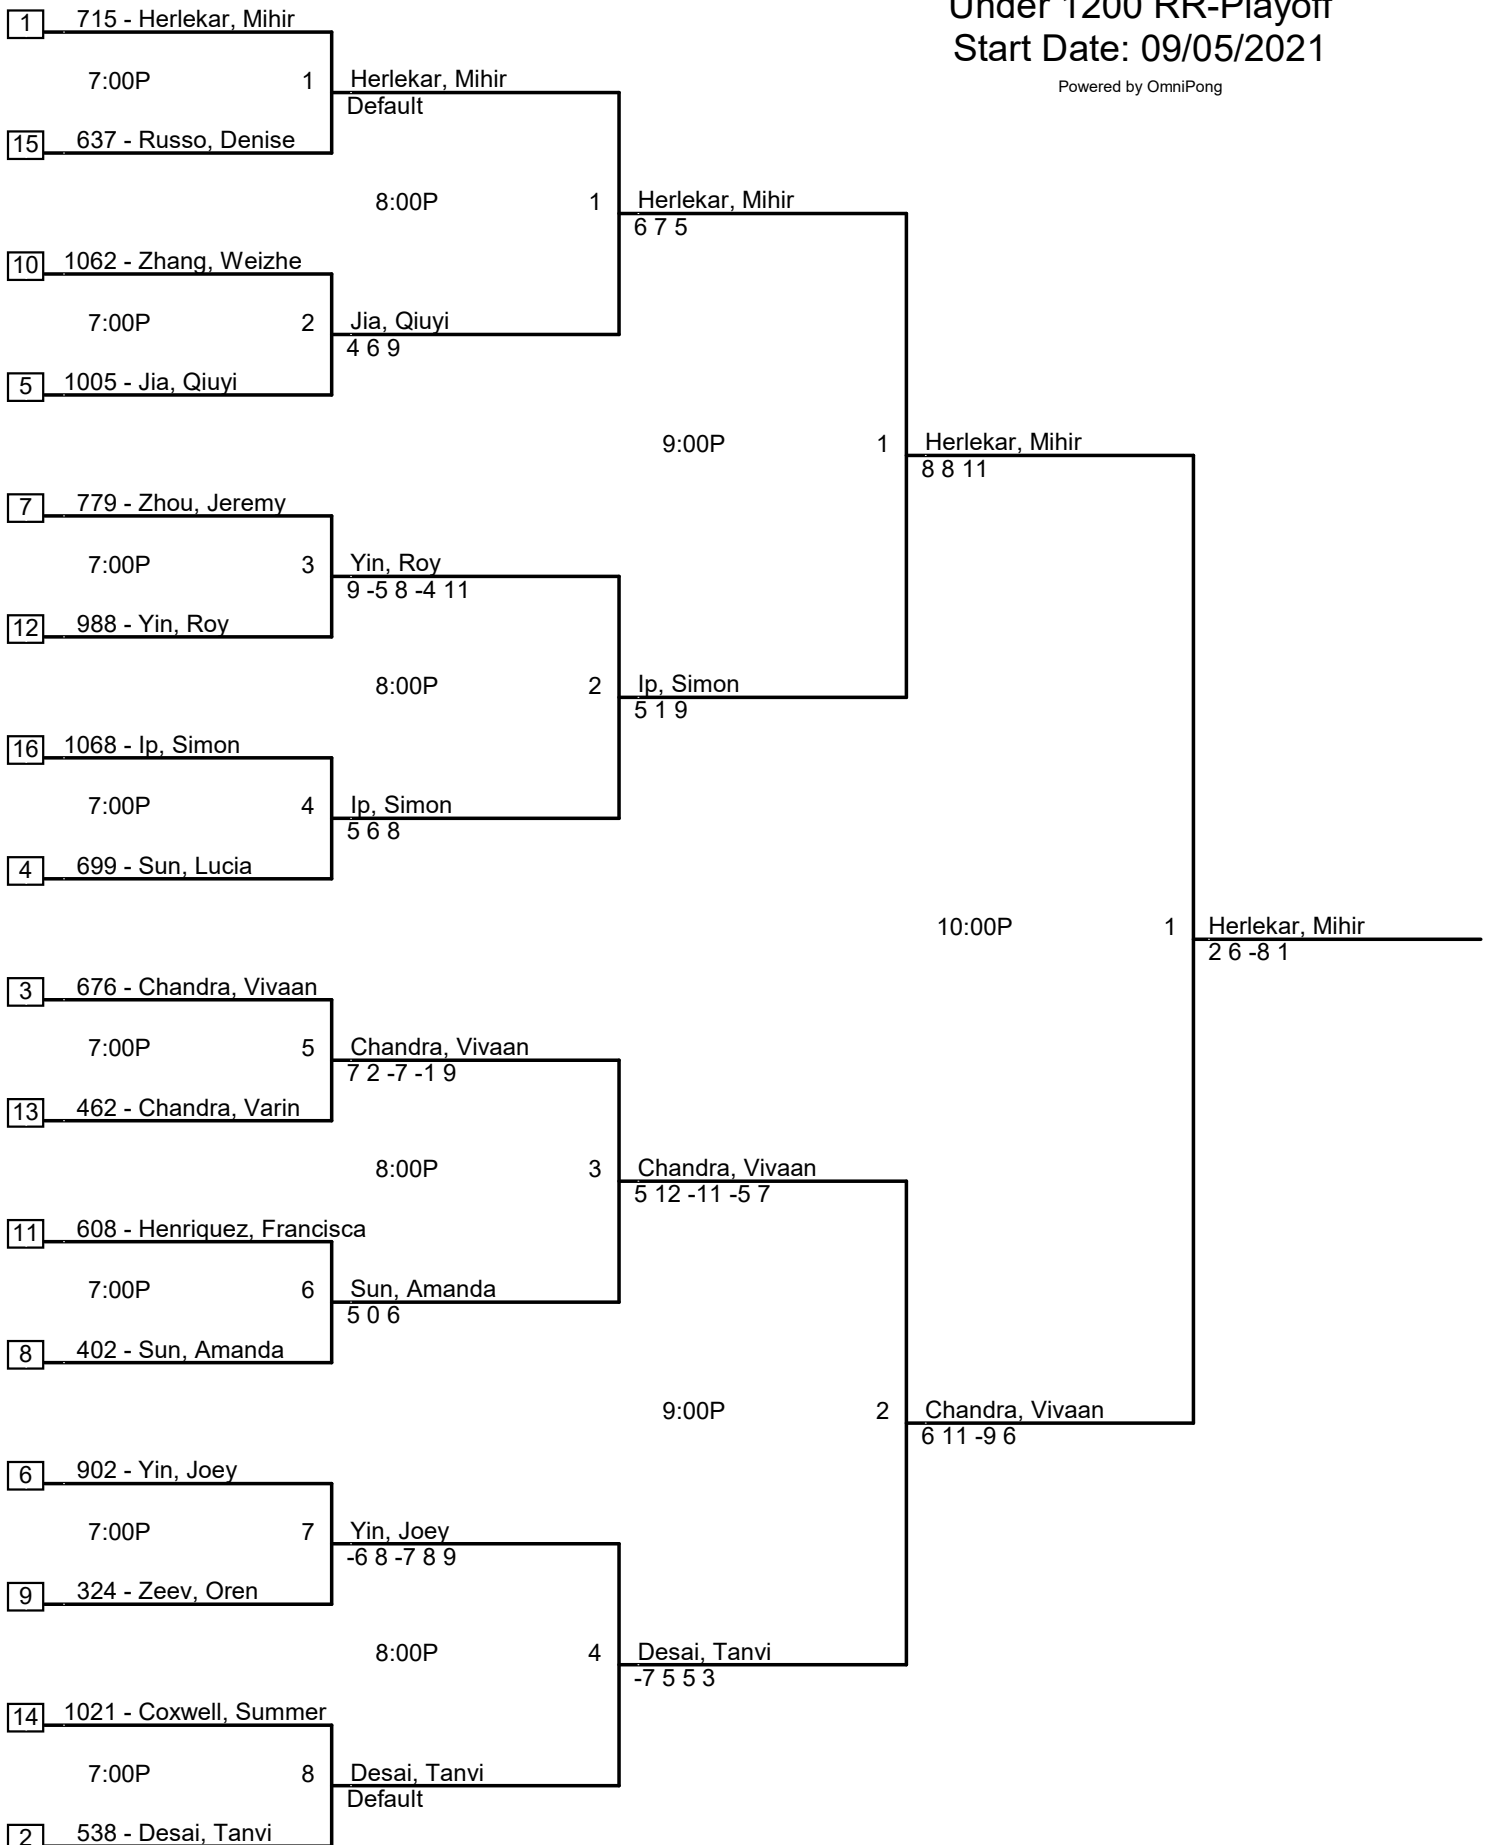 Under 1200 RR-Playoff
Start Date: 09/05/2021
Powered by OmniPong
1 715 - Herlekar, Mihir
7:00P 1 Herlekar, Mihir
Default
15 637 - Russo, Denise
8:00P 1 Herlekar, Mihir
6 7 5
10 1062 - Zhang, Weizhe
7:00P 2 Jia, Qiuyi
4 6 9
5 1005 - Jia, Qiuyi
9:00P 1 Herlekar, Mihir
8 8 11
7 779 - Zhou, Jeremy
7:00P 3 Yin, Roy
9 -5 8 -4 11
12 988 - Yin, Roy
8:00P 2 Ip, Simon
5 1 9
16 1068 - Ip, Simon
7:00P 4 Ip, Simon
5 6 8
4 699 - Sun, Lucia
10:00P 1 Herlekar, Mihir
2 6 -8 1
3 676 - Chandra, Vivaan
7:00P 5 Chandra, Vivaan
7 2 -7 -1 9
13 462 - Chandra, Varin
8:00P 3 Chandra, Vivaan
5 12 -11 -5 7
11 608 - Henriquez, Francisca
7:00P 6 Sun, Amanda
5 0 6
8 402 - Sun, Amanda
9:00P 2 Chandra, Vivaan
6 11 -9 6
6 902 - Yin, Joey
7:00P 7 Yin, Joey
-6 8 -7 8 9
9 324 - Zeev, Oren
8:00P 4 Desai, Tanvi
-7 5 5 3
14 1021 - Coxwell, Summer
7:00P 8 Desai, Tanvi
Default
2 538 - Desai, Tanvi